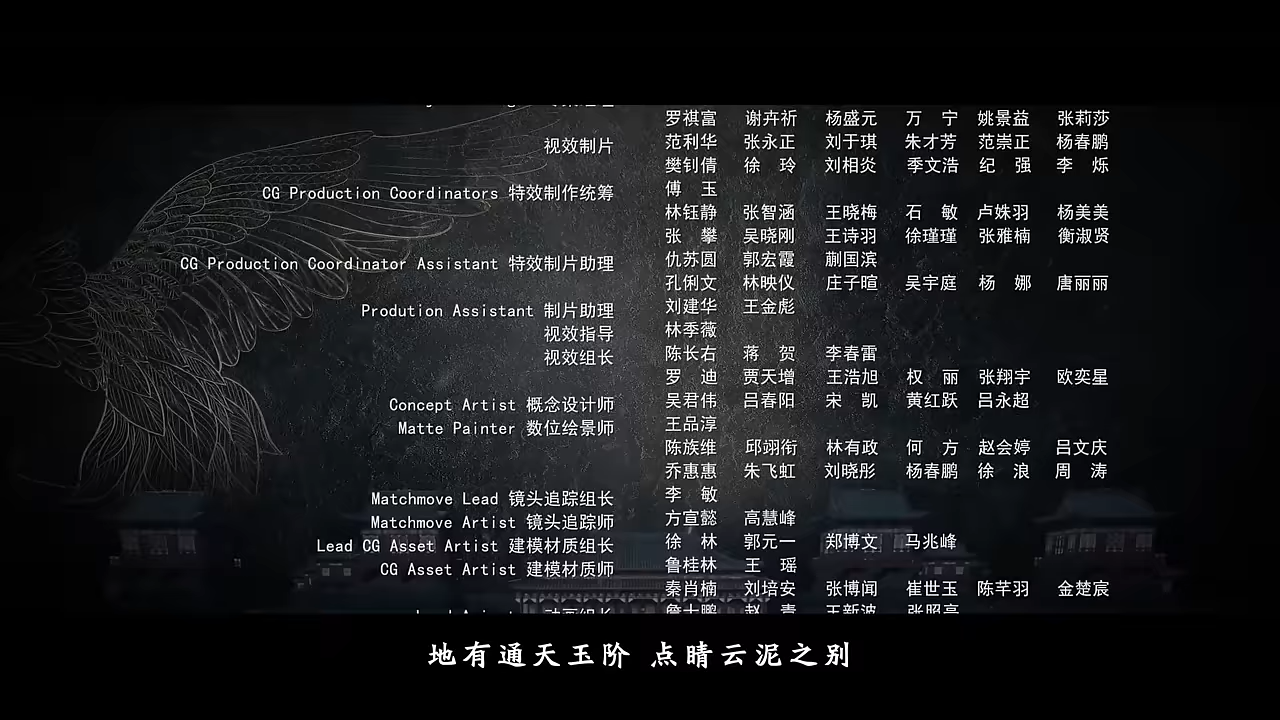 罗祺富 谢卉祈 杨盛元 万 宁 姚景益 张莉莎
视效制片 范利华 张永正 刘于琪 朱才芳 范崇正 杨春鹏
樊钊倩 徐 玲 刘相炎 季文浩 纪 强 李 烁
CG Production Coordinators 特效制作统筹 傅 玉
林钰静 张智涵 王晓梅 石 敏 卢姝羽 杨美美
张 攀 吴晓刚 王诗羽 徐瑾瑾 张雅楠 衡淑贤
CG Production Coordinator Assistant 特效制片助理 仇苏圆 郭宏霞 蒯国滨
孔俐文 林映仪 庄子暄 吴宇庭 杨 娜 唐丽丽
Prodution Assistant 制片助理 刘建华 王金彪
视效指导 林季薇
视效组长 陈长右 蒋 贺 李春雷
罗 迪 贾天增 王浩旭 权 丽 张翔宇 欧奕星
Concept Artist 概念设计师 吴君伟 吕春阳 宋 凯 黄红跃 吕永超
Matte Painter 数位绘景师 王品淳
陈族维 邱翊衔 林有政 何 方 赵会婷 吕文庆
乔惠惠 朱飞虹 刘晓彤 杨春鹏 徐 浪 周 涛
Matchmove Lead 镜头追踪组长 李 敏
Matchmove Artist 镜头追踪师 方宣懿 高慧峰
Lead CG Asset Artist 建模材质组长 徐 林 郭元一 郑博文 马兆峰
CG Asset Artist 建模材质师 鲁桂林 王 瑶
秦肖楠 刘培安 张博闻 崔世玉 陈芊羽 金楚宸
地有通天玉阶 点睛云泥之别